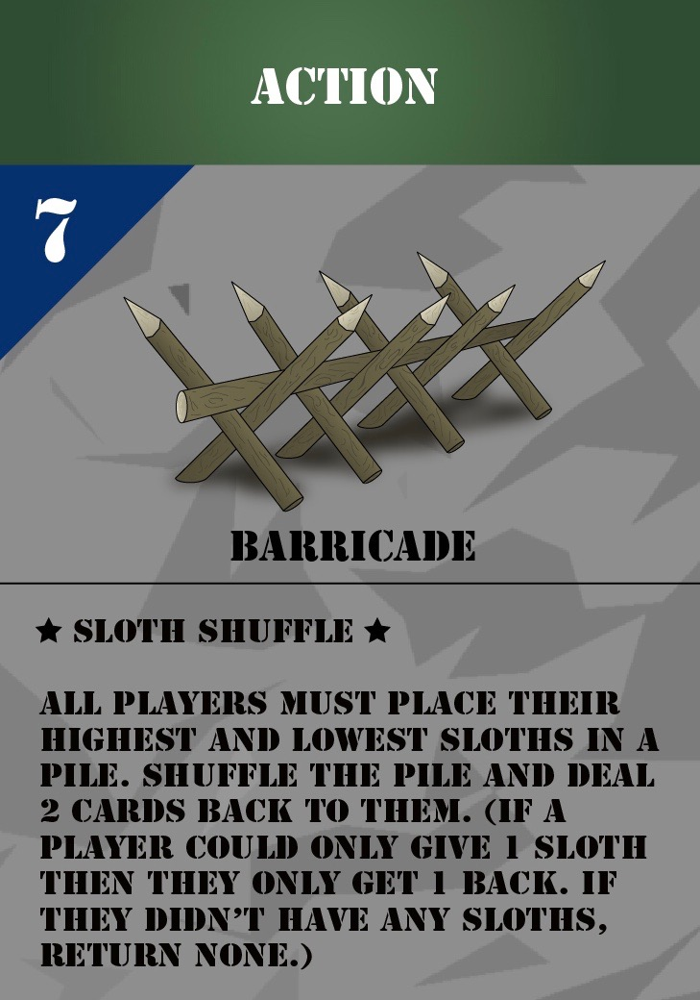 ACTION
7
BARRICADE
★ SLOTH SHUFFLE ★
ALL PLAYERS MUST PLACE THEIR
HIGHEST AND LOWEST SLOTHS IN A
PILE. SHUFFLE THE PILE AND DEAL
2 CARDS BACK TO THEM. (IF A
PLAYER COULD ONLY GIVE 1 SLOTH
THEN THEY ONLY GET 1 BACK. IF
THEY DIDN'T HAVE ANY SLOTHS,
RETURN NONE.)